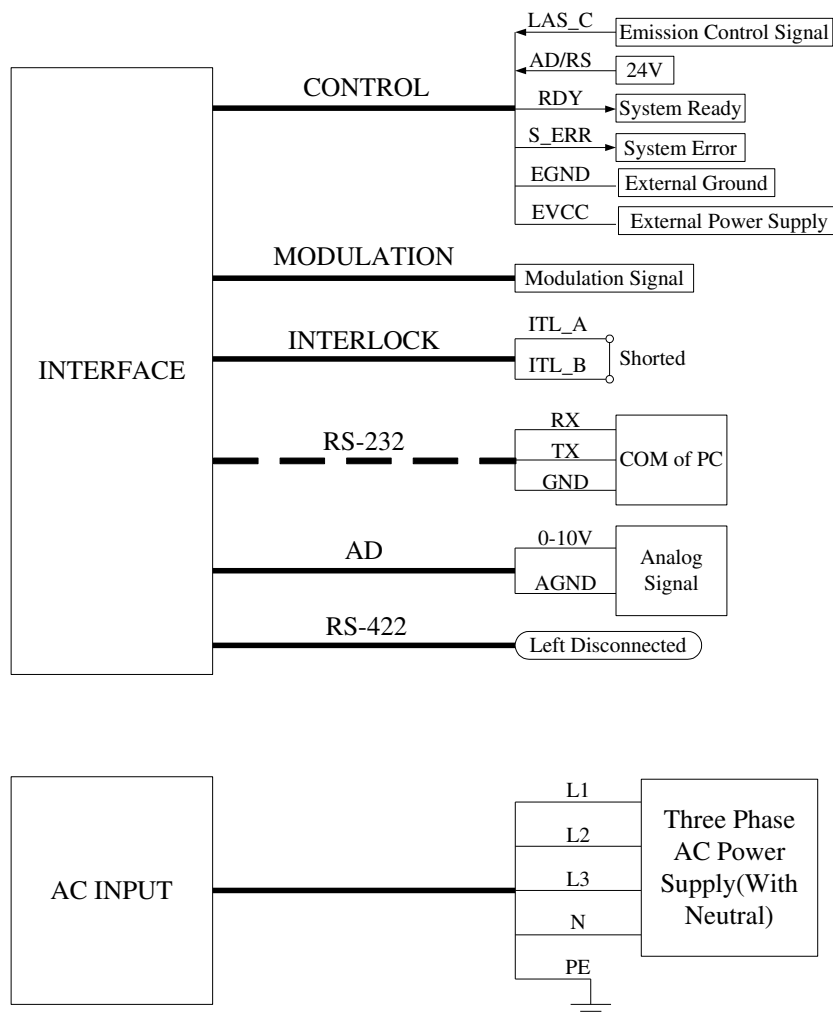 LAS_C
Emission Control Signal
AD/RS
24V
CONTROL
RDY
System Ready
S_ERR
System Error
EGND
External Ground
EVCC
External Power Supply
MODULATION
Modulation Signal
INTERFACE
INTERLOCK
ITL_A
ITL_B
Shorted
RS-232
RX
TX
GND
COM of PC
AD
0-10V
AGND
Analog
Signal
RS-422
Left Disconnected
AC INPUT
L1
L2
L3
N
PE
Three Phase
AC Power
Supply(With
Neutral)